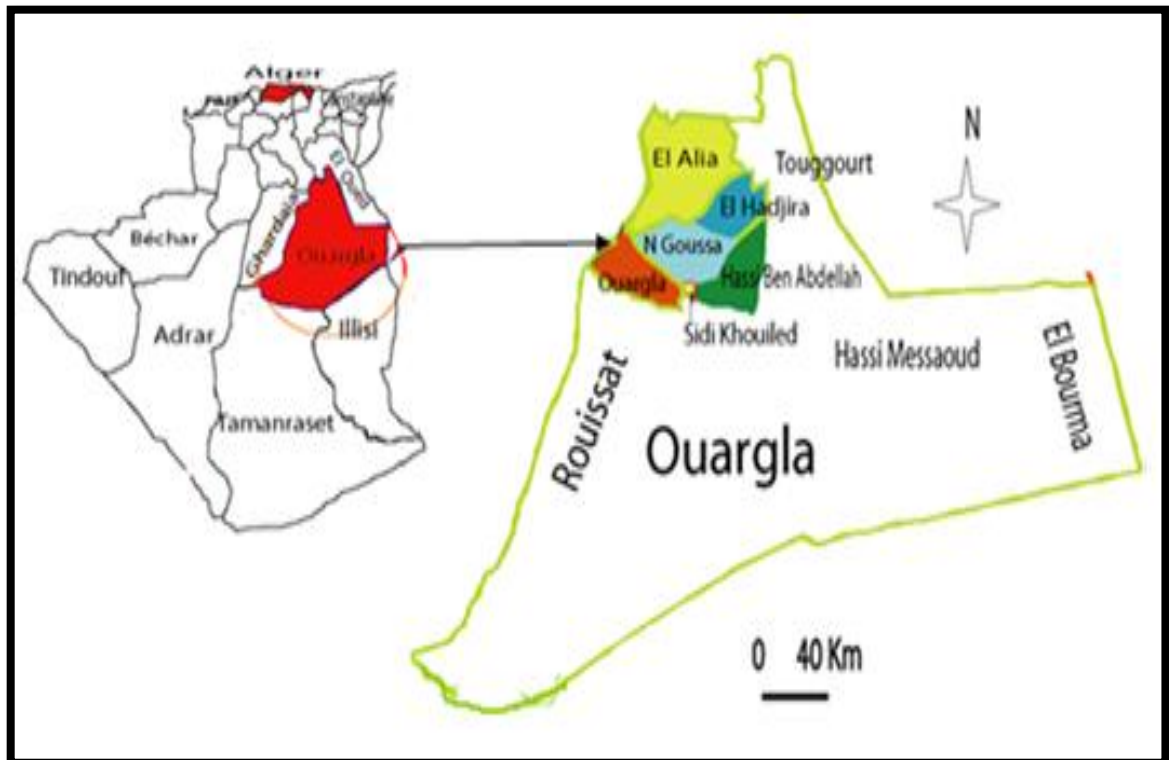 Alger
El Oued
Ghardaia
Béchar
Ouargla
Tindouf
Adrar
Illisi
Tamanraset
N
El Alia
Touggourt
El Hadjira
N Goussa
Ouargla
Hassi Ben Abdellah
Sidi Khouiled
Hassi Messaoud
El Bourma
Rouissat
Ouargla
0 40 Km